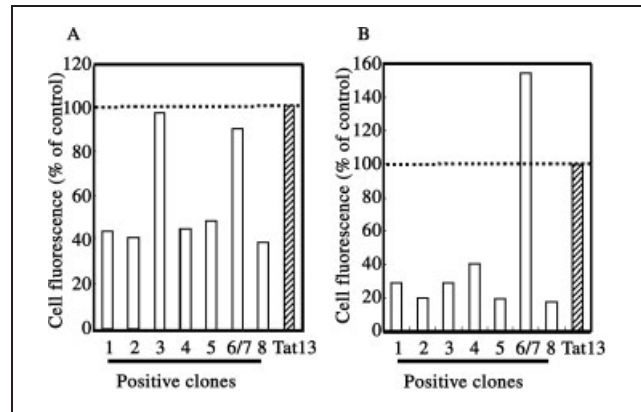 A
Cell fluorescence (% of control)
120
100
80
60
40
20
0
1 2 3 4 5 6/7 8 Tat13
Positive clones
B
Cell fluorescence (% of control)
160
140
120
100
80
60
40
20
0
1 2 3 4 5 6/7 8 Tat13
Positive clones